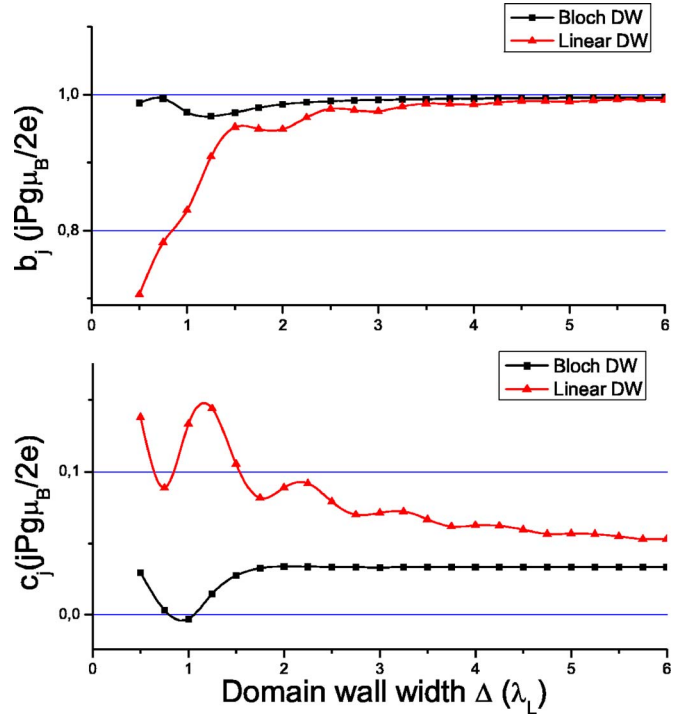 Bloch DW
Linear DW
1,0
0,8
b_j (jPgμ_B/2e)
0 1 2 3 4 5 6
Bloch DW
Linear DW
0,1
0,0
c_j (jPgμ_B/2e)
0 1 2 3 4 5 6
Domain wall width Δ (λ_L)